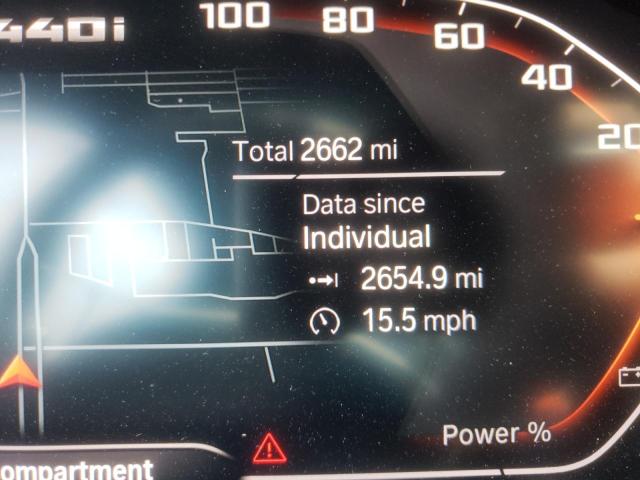 440i
100 80 60 40 20
Total 2662 mi
Data since
Individual
2654.9 mi
15.5 mph
Power %
ompartment